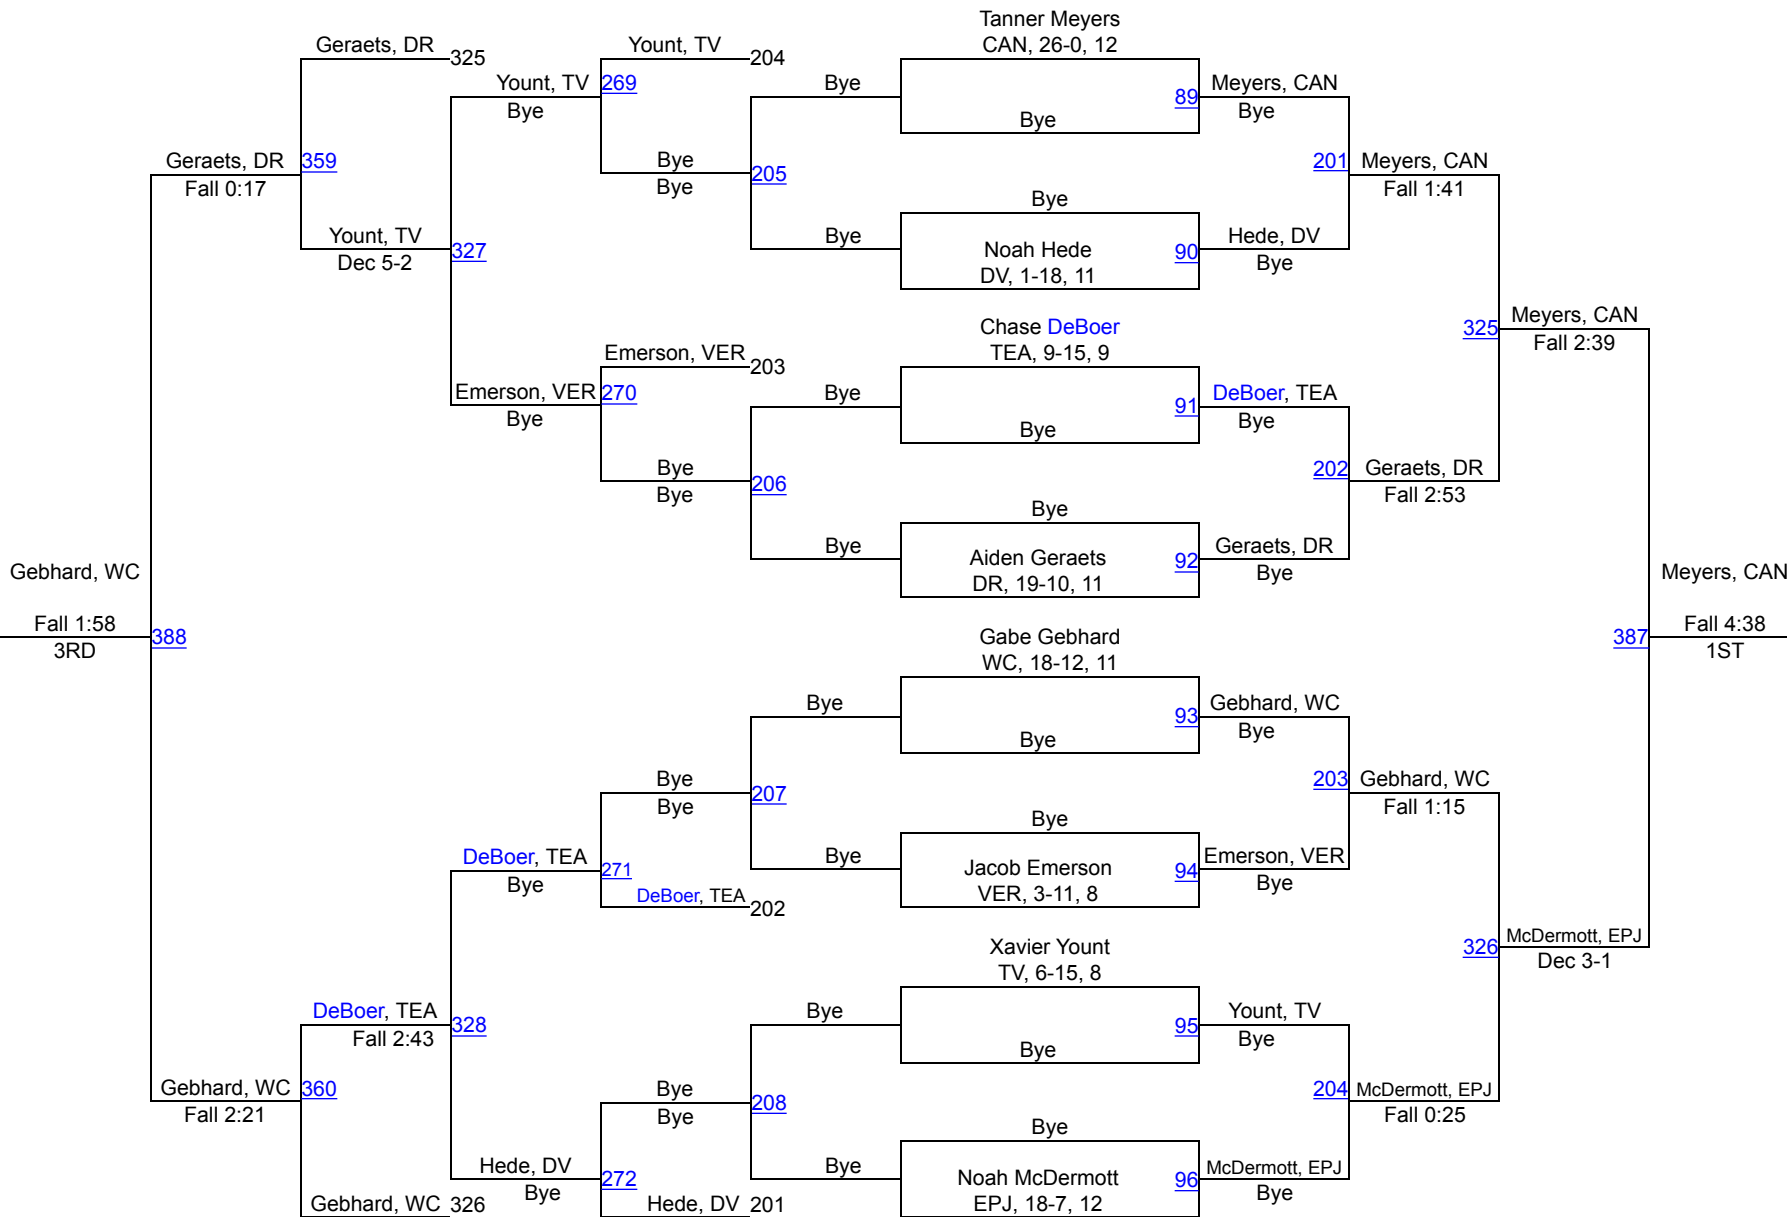 Tanner Meyers
CAN, 26-0, 12
Geraets, DR
325
Yount, TV
204
Yount, TV
269
Bye
Bye
89
Meyers, CAN
Bye
Bye
Geraets, DR
359
Fall 0:17
Bye
205
Bye
201
Meyers, CAN
Fall 1:41
Yount, TV
327
Dec 5-2
Bye
Bye
Noah Hede
DV, 1-18, 11
90
Hede, DV
Bye
Chase DeBoer
TEA, 9-15, 9
325
Meyers, CAN
Fall 2:39
Emerson, VER
203
Emerson, VER
270
Bye
Bye
91
DeBoer, TEA
Bye
Bye
Bye
206
Bye
202
Geraets, DR
Fall 2:53
Bye
Bye
Aiden Geraets
DR, 19-10, 11
92
Geraets, DR
Bye
Gebhard, WC
Fall 1:58
3RD
388
Meyers, CAN
387
Fall 4:38
1ST
Gabe Gebhard
WC, 18-12, 11
Bye
93
Gebhard, WC
Bye
Bye
Bye
207
Bye
203
Gebhard, WC
Fall 1:15
DeBoer, TEA
271
Bye
Bye
Bye
Jacob Emerson
VER, 3-11, 8
94
Emerson, VER
Bye
DeBoer, TEA
202
Xavier Yount
TV, 6-15, 8
326
McDermott, EPJ
Dec 3-1
DeBoer, TEA
328
Fall 2:43
Bye
95
Yount, TV
Bye
Bye
Gebhard, WC
360
Fall 2:21
Bye
208
Bye
204
McDermott, EPJ
Fall 0:25
Hede, DV
272
Bye
Bye
Bye
Noah McDermott
EPJ, 18-7, 12
96
McDermott, EPJ
Bye
Gebhard, WC
326
Hede, DV
201